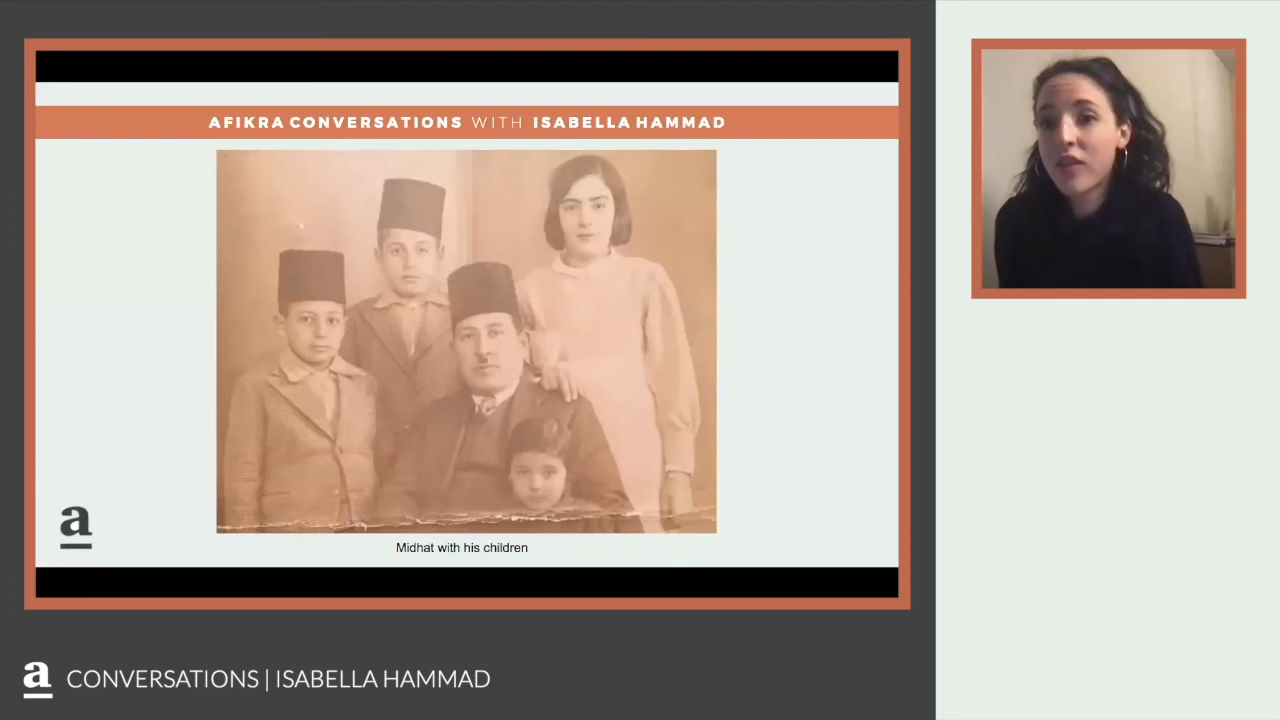 AFIKRA CONVERSATIONS WITH ISABELLA HAMMAD
a
Midhat with his children
a CONVERSATIONS | ISABELLA HAMMAD